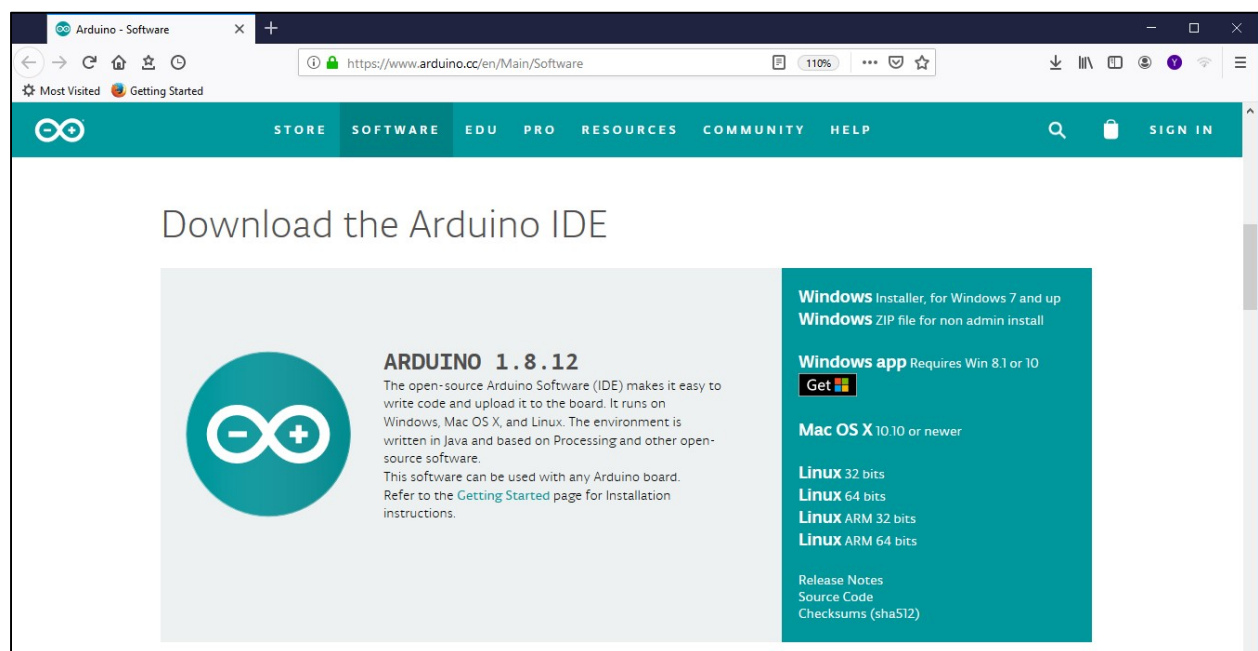 Arduino - Software
https://www.arduino.cc/en/Main/Software
110%
Y
Most Visited
Getting Started
STORE SOFTWARE EDU PRO RESOURCES COMMUNITY HELP
SIGN IN
Download the Arduino IDE
ARDUINO 1.8.12
The open-source Arduino Software (IDE) makes it easy to
write code and upload it to the board. It runs on
Windows, Mac OS X, and Linux. The environment is
written in Java and based on Processing and other open-
source software.
This software can be used with any Arduino board.
Refer to the Getting Started page for Installation
instructions.
Windows Installer, for Windows 7 and up
Windows ZIP file for non admin install
Windows app Requires Win 8.1 or 10
Get
Mac OS X 10.10 or newer
Linux 32 bits
Linux 64 bits
Linux ARM 32 bits
Linux ARM 64 bits
Release Notes
Source Code
Checksums (sha512)